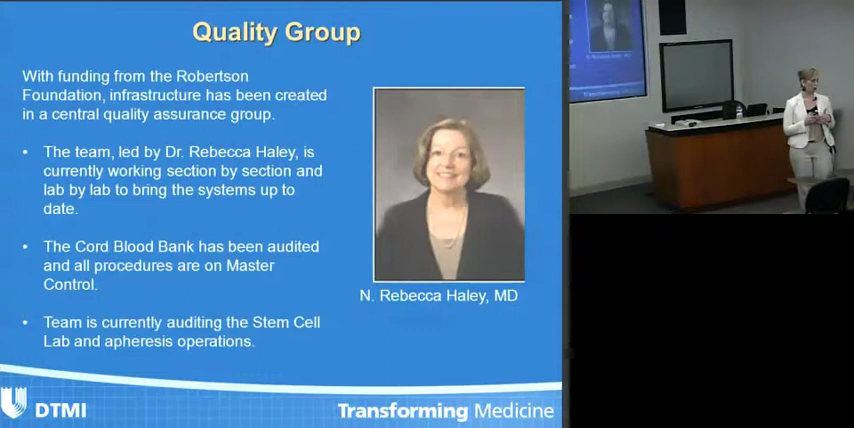 Quality Group
With funding from the Robertson
Foundation, infrastructure has been created
in a central quality assurance group.
• The team, led by Dr. Rebecca Haley, is
currently working section by section and
lab by lab to bring the systems up to
date.
• The Cord Blood Bank has been audited
and all procedures are on Master
Control.
• Team is currently auditing the Stem Cell
Lab and apheresis operations.
N. Rebecca Haley, MD
DTMI
Transforming Medicine